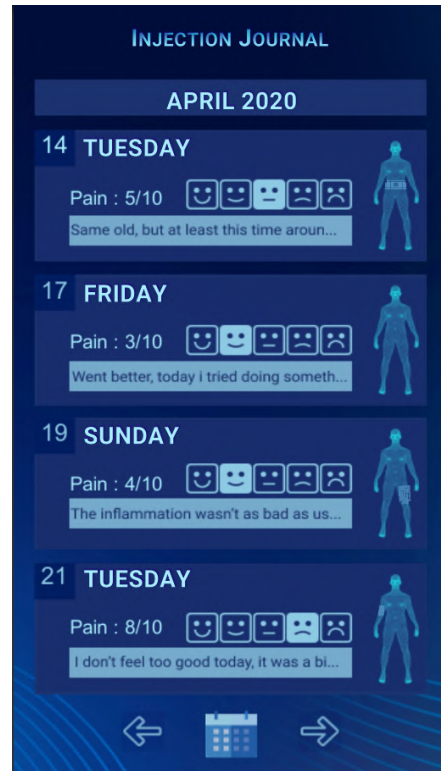 INJECTION JOURNAL
APRIL 2020
14 TUESDAY
Pain : 5/10
Same old, but at least this time aroun...
17 FRIDAY
Pain : 3/10
Went better, today i tried doing someth...
19 SUNDAY
Pain : 4/10
The inflammation wasn't as bad as us...
21 TUESDAY
Pain : 8/10
I don't feel too good today, it was a bi...